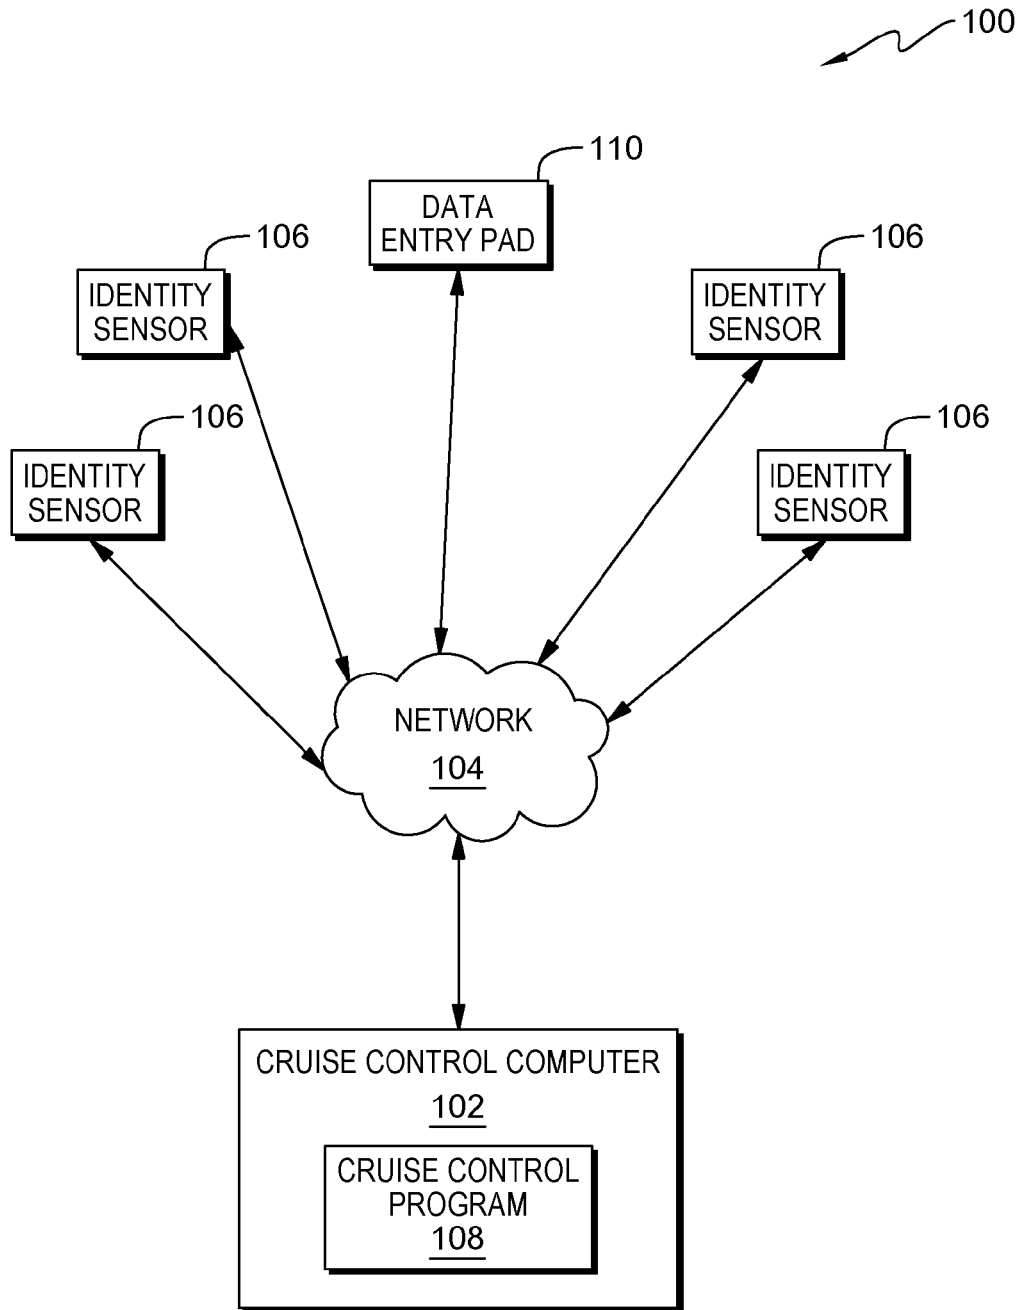 100
110
DATA
ENTRY PAD
106
IDENTITY
SENSOR
106
IDENTITY
SENSOR
106
IDENTITY
SENSOR
106
IDENTITY
SENSOR
NETWORK
104
CRUISE CONTROL COMPUTER
102
CRUISE CONTROL
PROGRAM
108